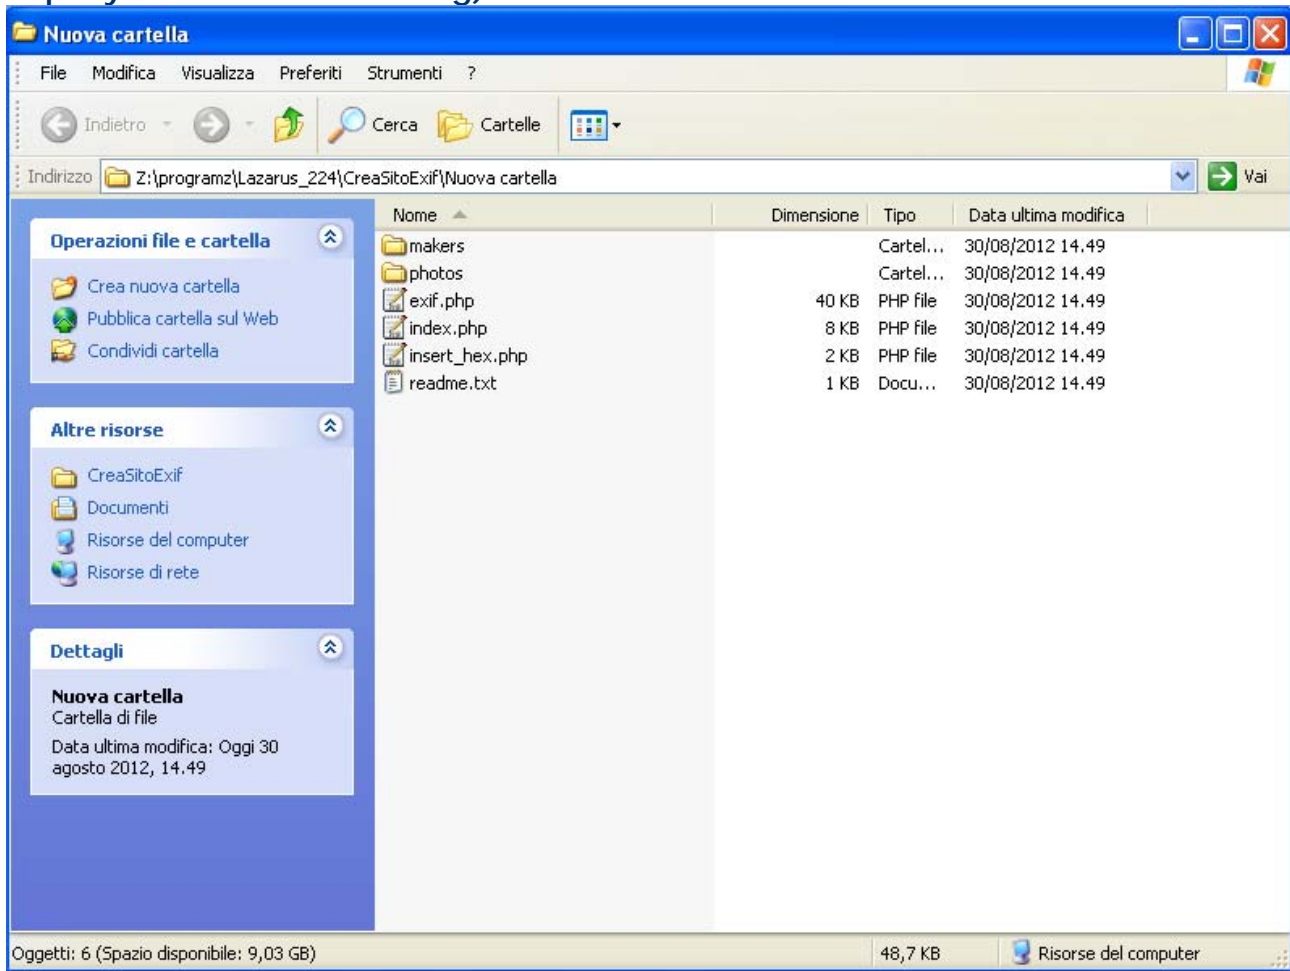 Nuova cartella
File Modifica Visualizza Preferiti Strumenti ?
Indietro Cerca Cartelle
Indirizzo Z:\programz\Lazarus_224\CreaSitoExif\Nuova cartella Vai
Operazioni file e cartella
Crea nuova cartella
Pubblica cartella sul Web
Condividi cartella
Altre risorse
CreaSitoExif
Documenti
Risorse del computer
Risorse di rete
Dettagli
Nuova cartella
Cartella di file
Data ultima modifica: Oggi 30
agosto 2012, 14.49
Nome Dimensione Tipo Data ultima modifica
makers Cartel... 30/08/2012 14.49
photos Cartel... 30/08/2012 14.49
exif.php 40 KB PHP file 30/08/2012 14.49
index.php 8 KB PHP file 30/08/2012 14.49
insert_hex.php 2 KB PHP file 30/08/2012 14.49
readme.txt 1 KB Docu... 30/08/2012 14.49
Oggetti: 6 (Spazio disponibile: 9,03 GB) 48,7 KB Risorse del computer